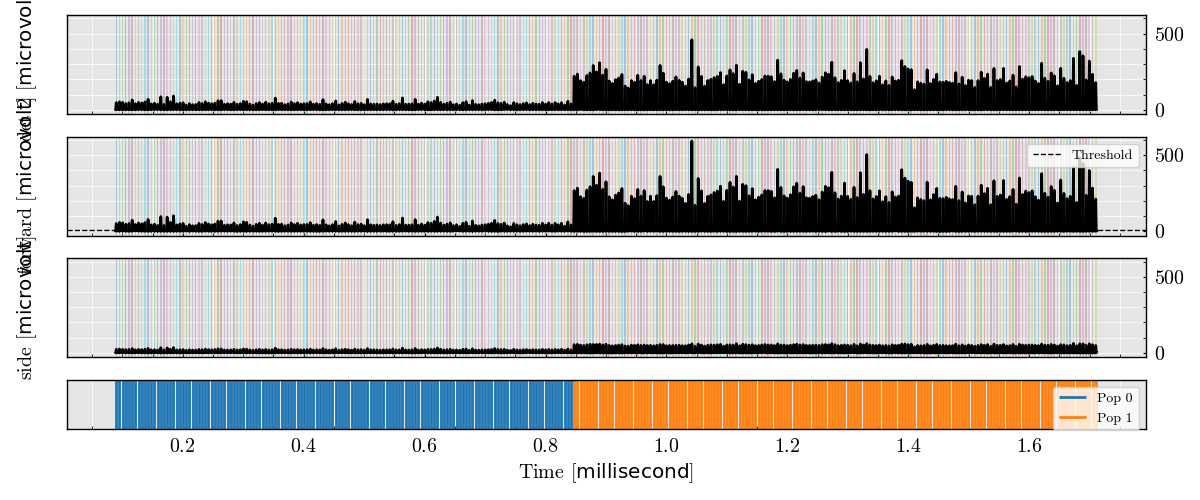 500
0
[microvolt]
500
0
Threshold
forward [microvolt]
500
0
side [microvolt]
Pop 0
Pop 1
0.2 0.4 0.6 0.8 1.0 1.2 1.4 1.6
Time [millisecond]